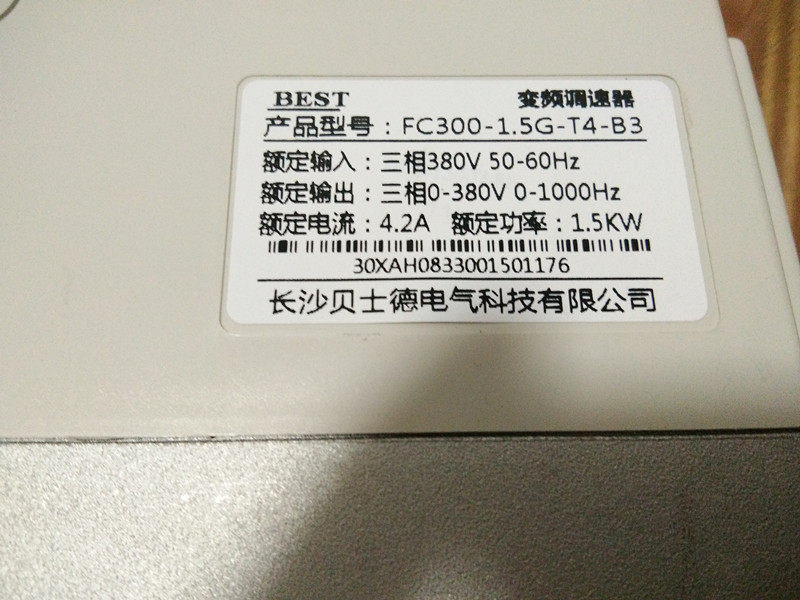 BEST 变频调速器
产品型号：FC300-1.5G-T4-B3
额定输入：三相380V 50-60Hz
额定输出：三相0-380V 0-1000Hz
额定电流：4.2A 额定功率：1.5KW
30XAH0833001501176
长沙贝士德电气科技有限公司